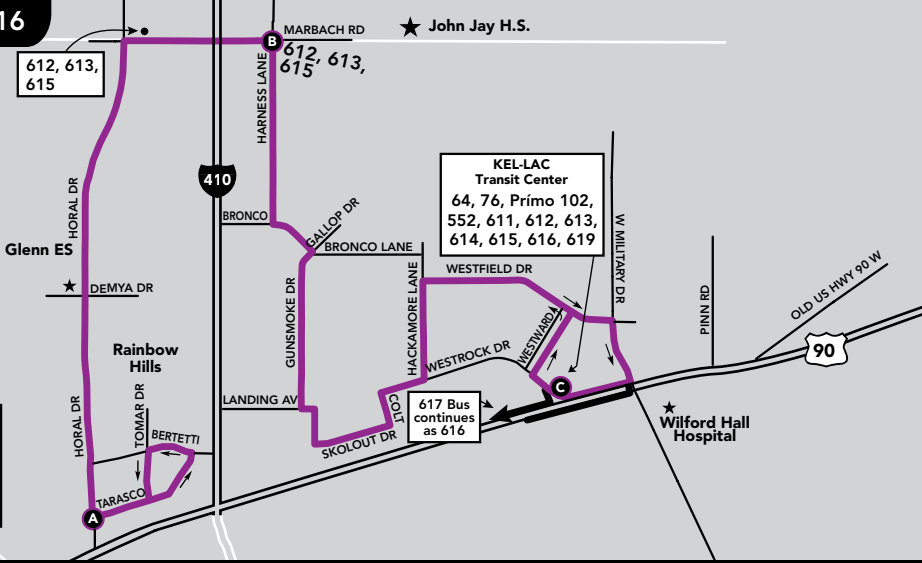 16
MARBACH RD
John Jay H.S.
B
612, 613,
615
612, 613,
615
HARNESS LANE
410
KEL-LAC
Transit Center
64, 76, Prímo 102,
552, 611, 612, 613,
614, 615, 616, 619
HORAL DR
BRONCO
GALLOP DR
BRONCO LANE
W MILITARY DR
Glenn ES
WESTFIELD DR
OLD US HWY 90 W
DEMYA DR
GUNSMOKE DR
HACKAMORE LANE
PINN RD
WESTWARD
90
Rainbow
Hills
WESTROCK DR
C
LANDING AV
COLT
617 Bus
continues
as 616
Wilford Hall
Hospital
HORAL DR
TOMAR DR
BERTETTI
SKOLOUT DR
TARASCO
A